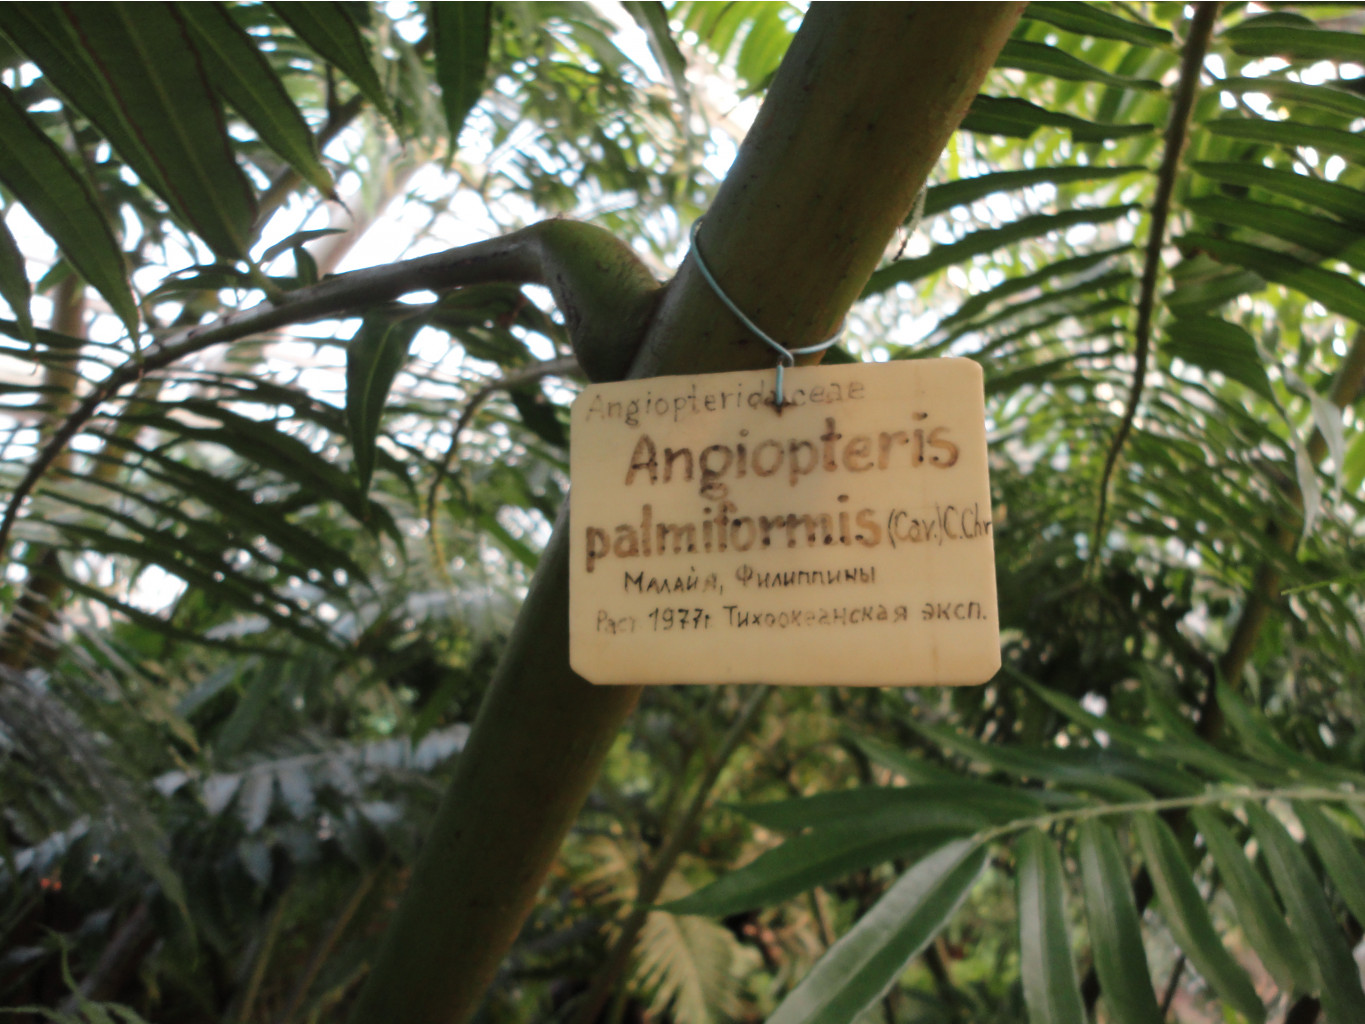 Angiopteridaceae
Angiopteris
palmiformis (Cav.) C.Chr
Малайя, Филиппины
Раст 1977г Тихоокеанская эксп.